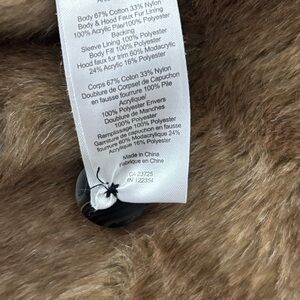 Body 67% Cotton 33% Nylon
Body & Hood Faux Fur Lining
100% Acrylic Pile/100% Polyester
Backing
Sleeve Lining 100% Polyester
Body Fill 100% Polyester
Hood faux fur trim 60% Modacrylic
24% Acrylic 16% Polyester
Corps 67% Coton 33% Nylon
Doublure de Corpset de Capuchon
en fausse fourrure 100% Pile
Acrylique/
100% Polyester Envers
Doublure de Manches
100% Polyester
Remplissage 100% Polyester
Garniture de capuchon en fausse
fourrure 60% Modacrylique 24%
Acrylique 16% Polyester
Made in China
Fabriqué en Chine
CA 23725